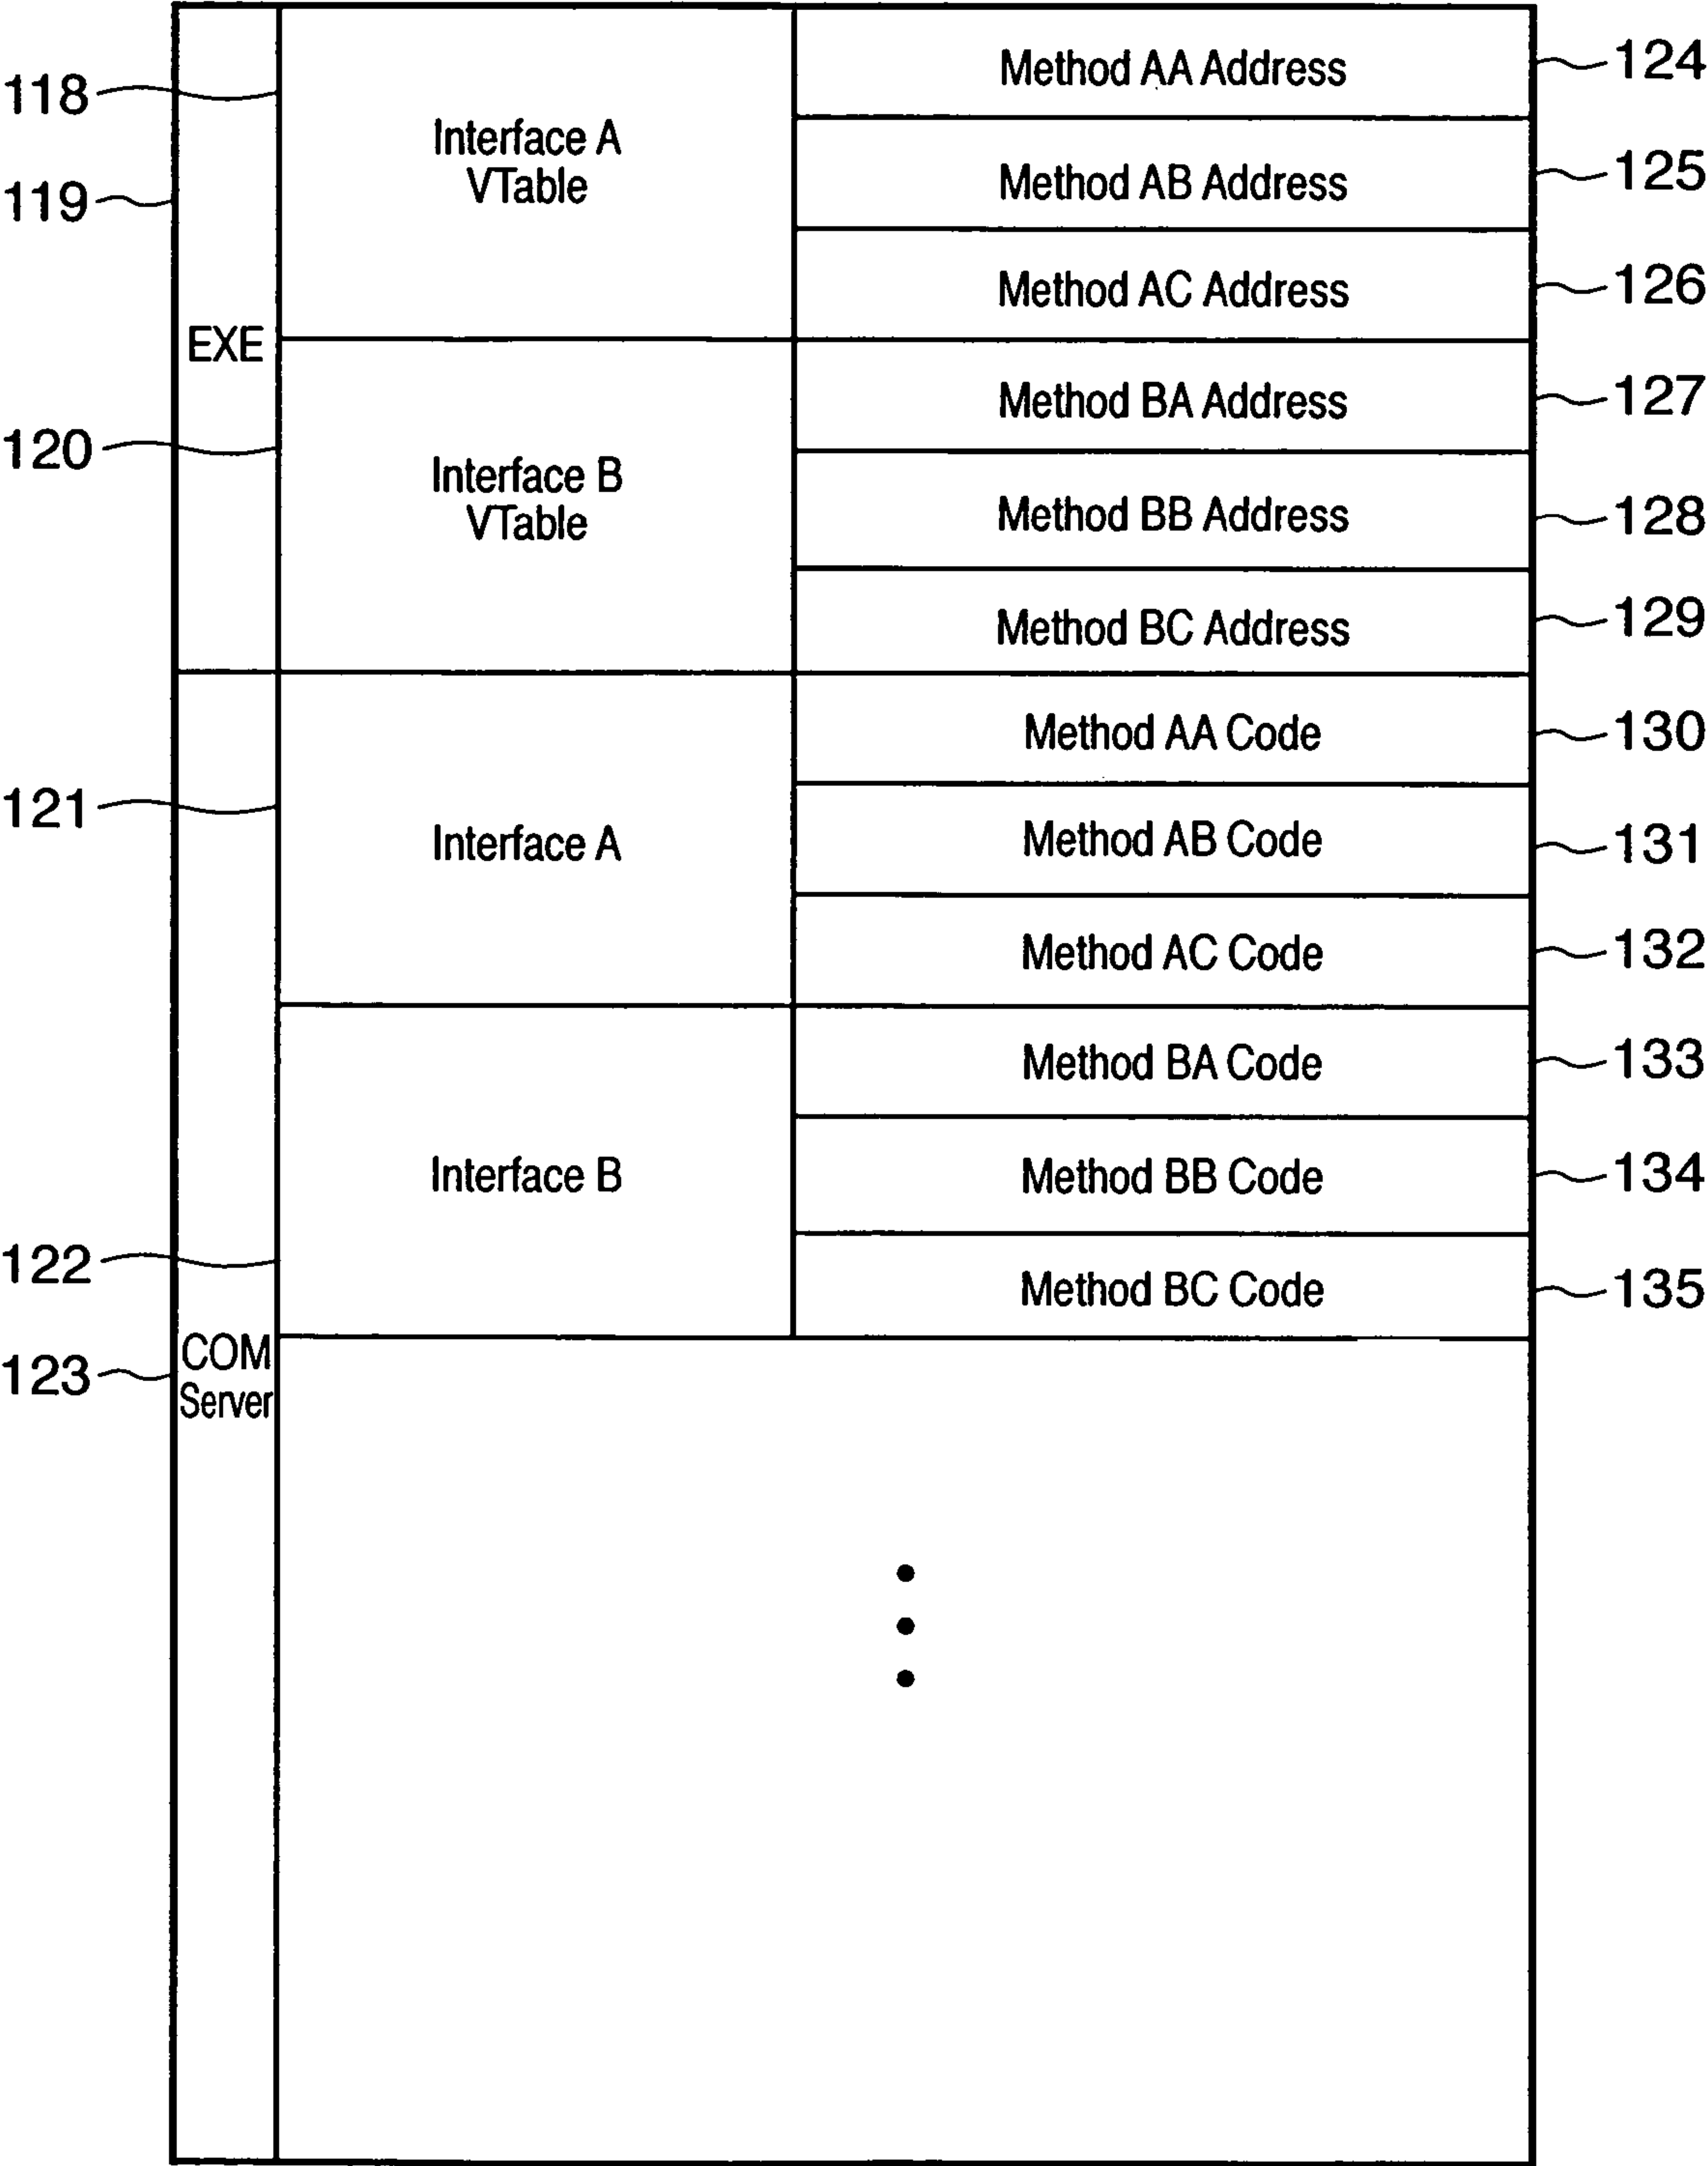 118
119
120
121
122
123
EXE
COM
Server
Interface A
VTable
Interface B
VTable
Interface A
Interface B
Method AA Address
Method AB Address
Method AC Address
Method BA Address
Method BB Address
Method BC Address
Method AA Code
Method AB Code
Method AC Code
Method BA Code
Method BB Code
Method BC Code
124
125
126
127
128
129
130
131
132
133
134
135